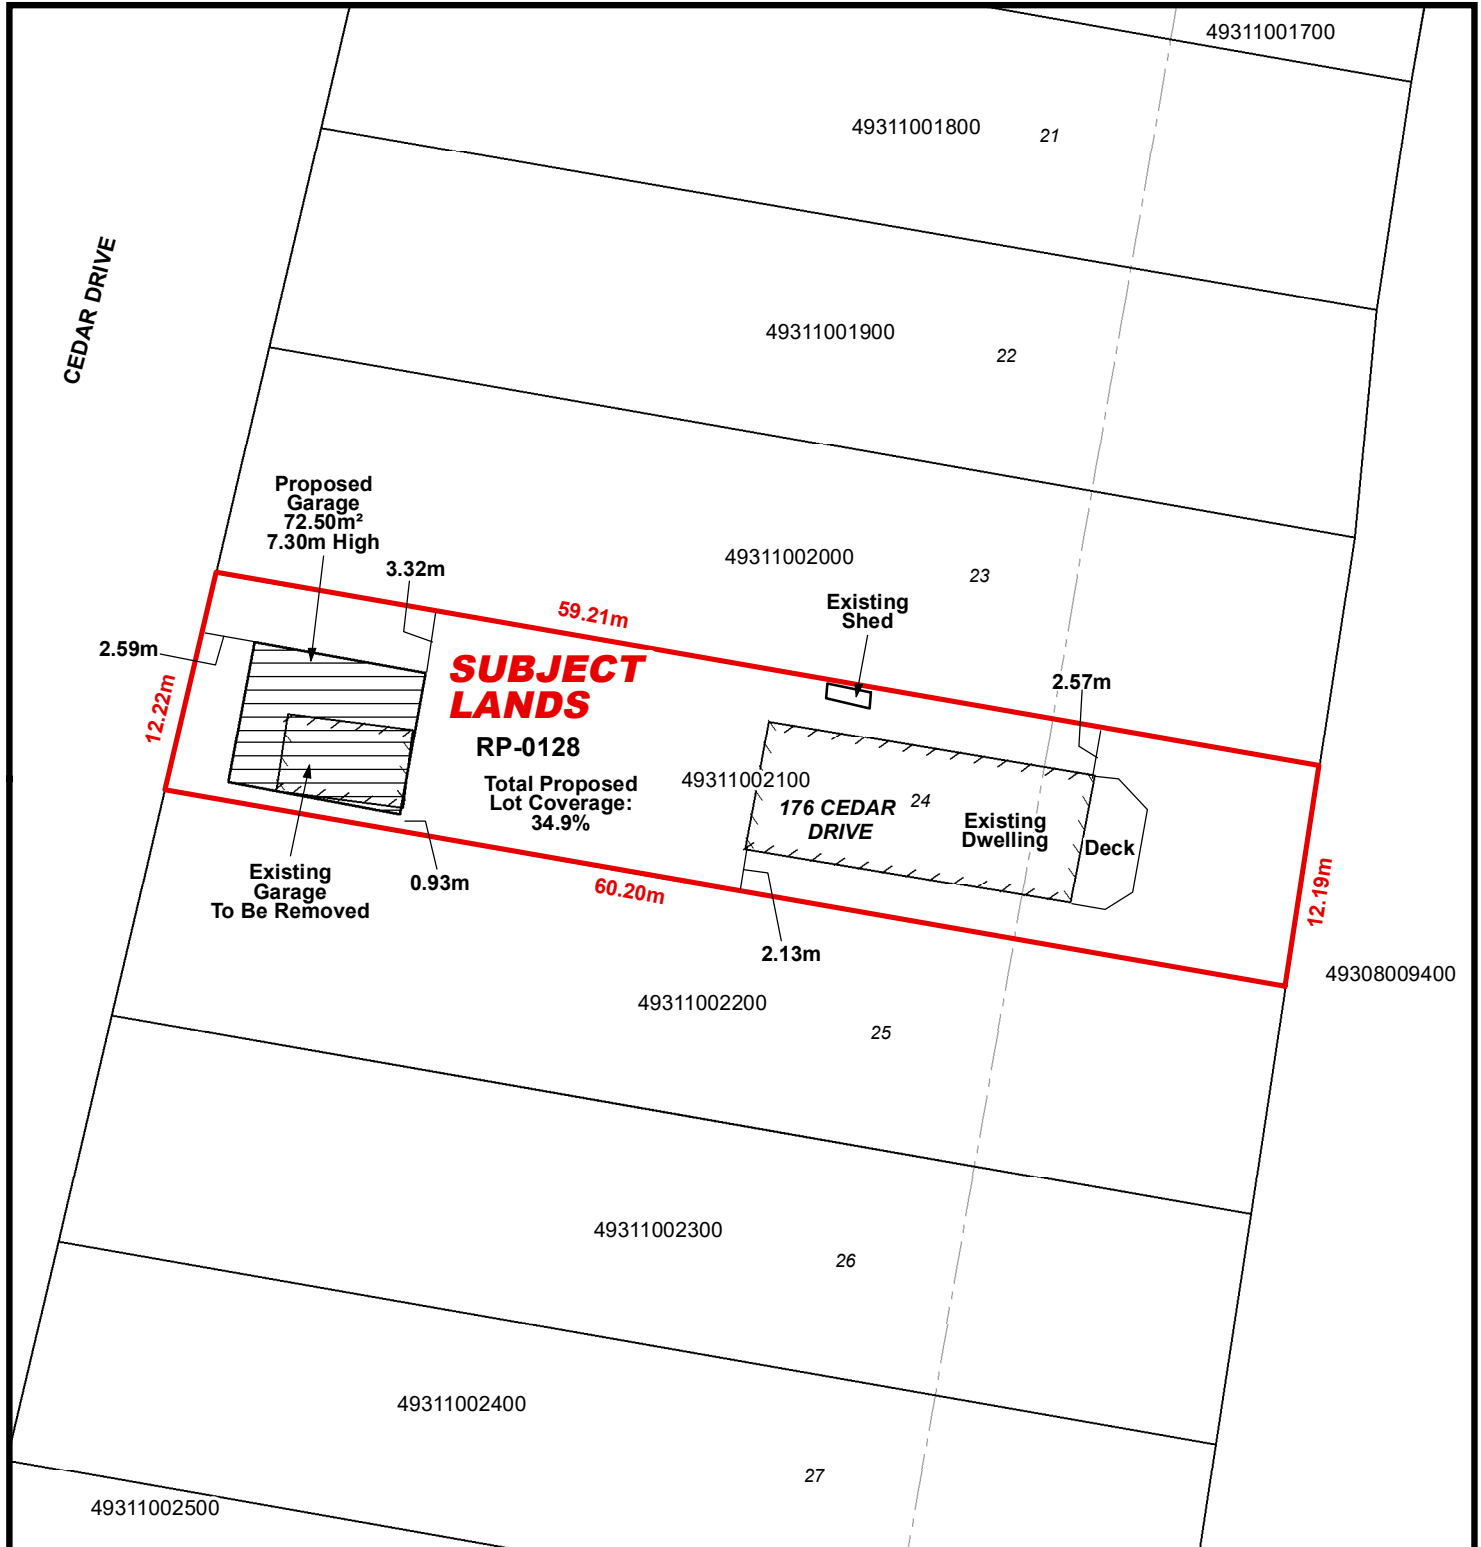 49311001700
49311001800
21
CEDAR DRIVE
49311001900
22
Proposed
Garage
72.50m²
7.30m High
3.32m
49311002000
23
59.21m
Existing
Shed
2.59m
SUBJECT
LANDS
2.57m
12.22m
RP-0128
Total Proposed
Lot Coverage:
34.9%
49311002100
24
176 CEDAR
DRIVE
Existing
Dwelling
Deck
Existing
Garage
To Be Removed
0.93m
60.20m
12.19m
2.13m
49308009400
49311002200
25
49311002300
26
49311002400
27
49311002500